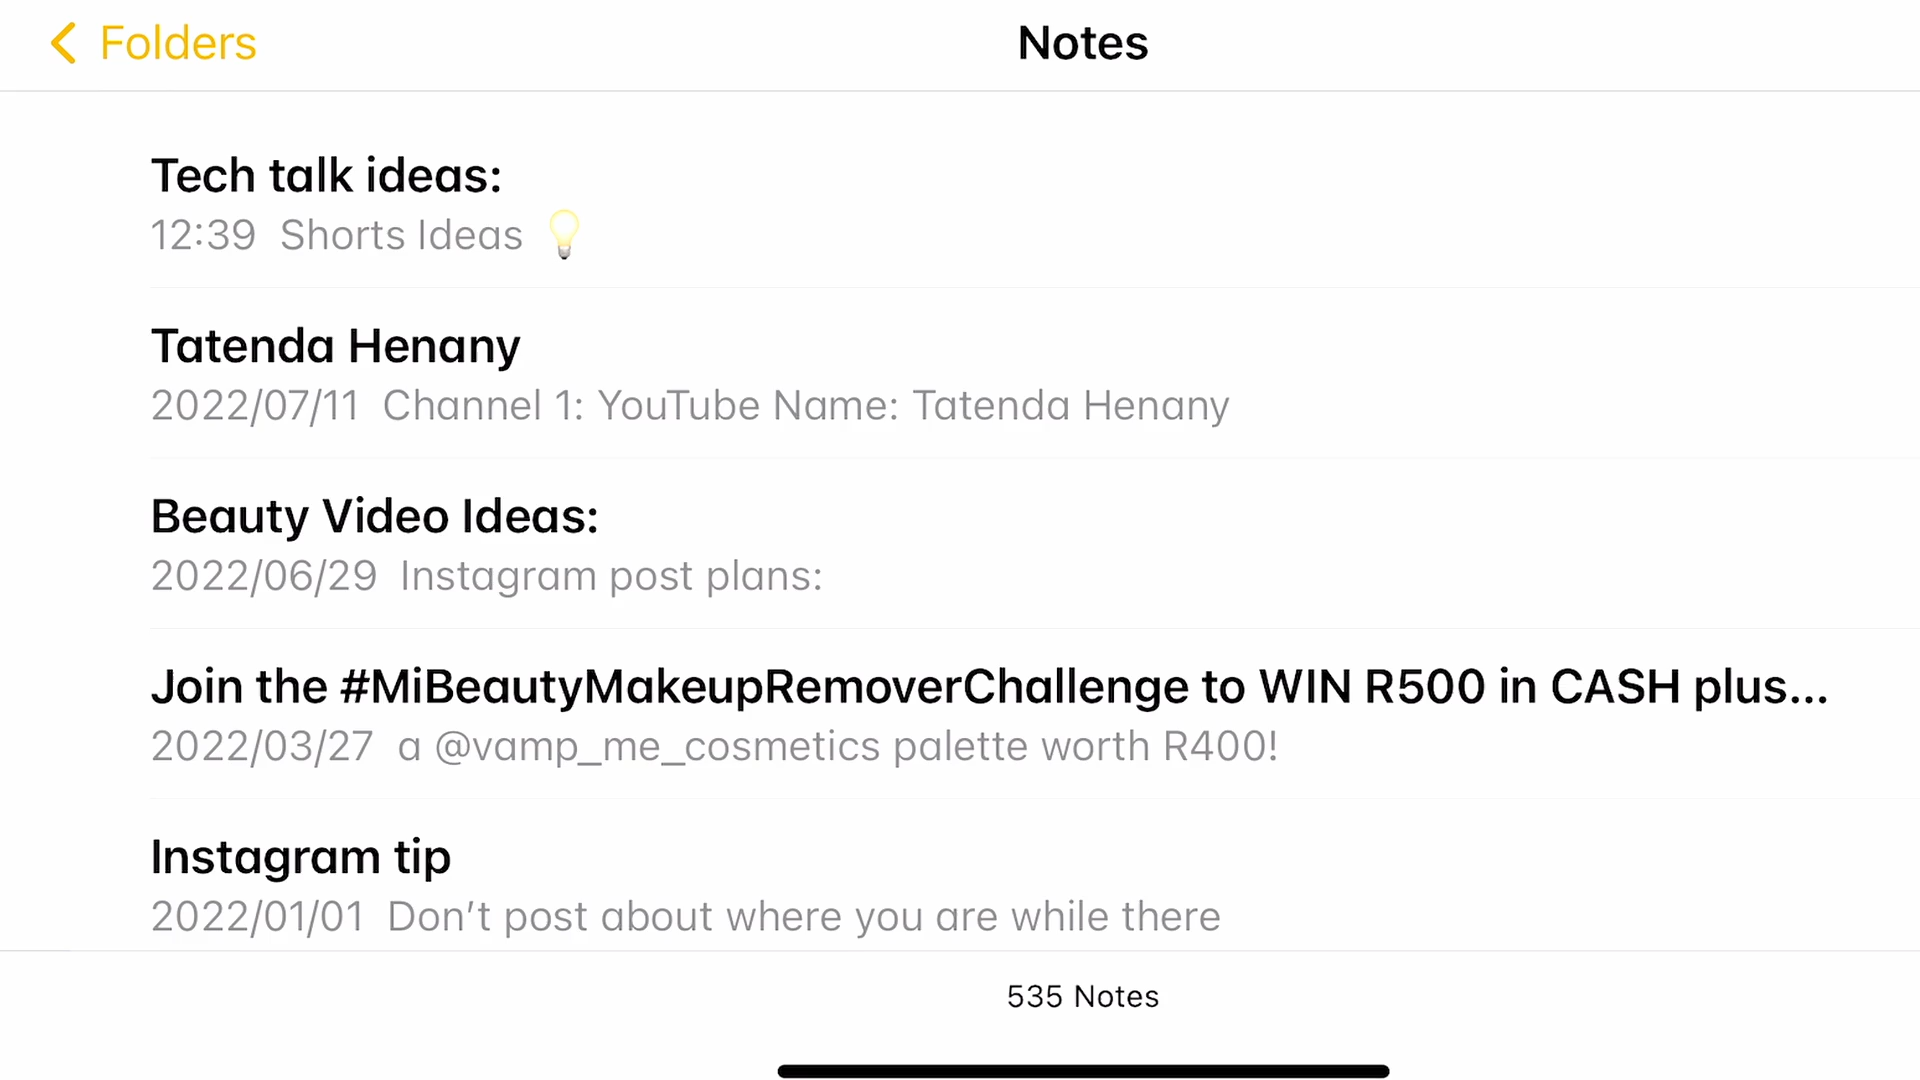 Folders
Notes
Tech talk ideas:
12:39 Shorts Ideas 💡
Tatenda Henany
2022/07/11 Channel 1: YouTube Name: Tatenda Henany
Beauty Video Ideas:
2022/06/29 Instagram post plans:
Join the #MiBeautyMakeupRemoverChallenge to WIN R500 in CASH plus...
2022/03/27 a @vamp_me_cosmetics palette worth R400!
Instagram tip
2022/01/01 Don't post about where you are while there
535 Notes